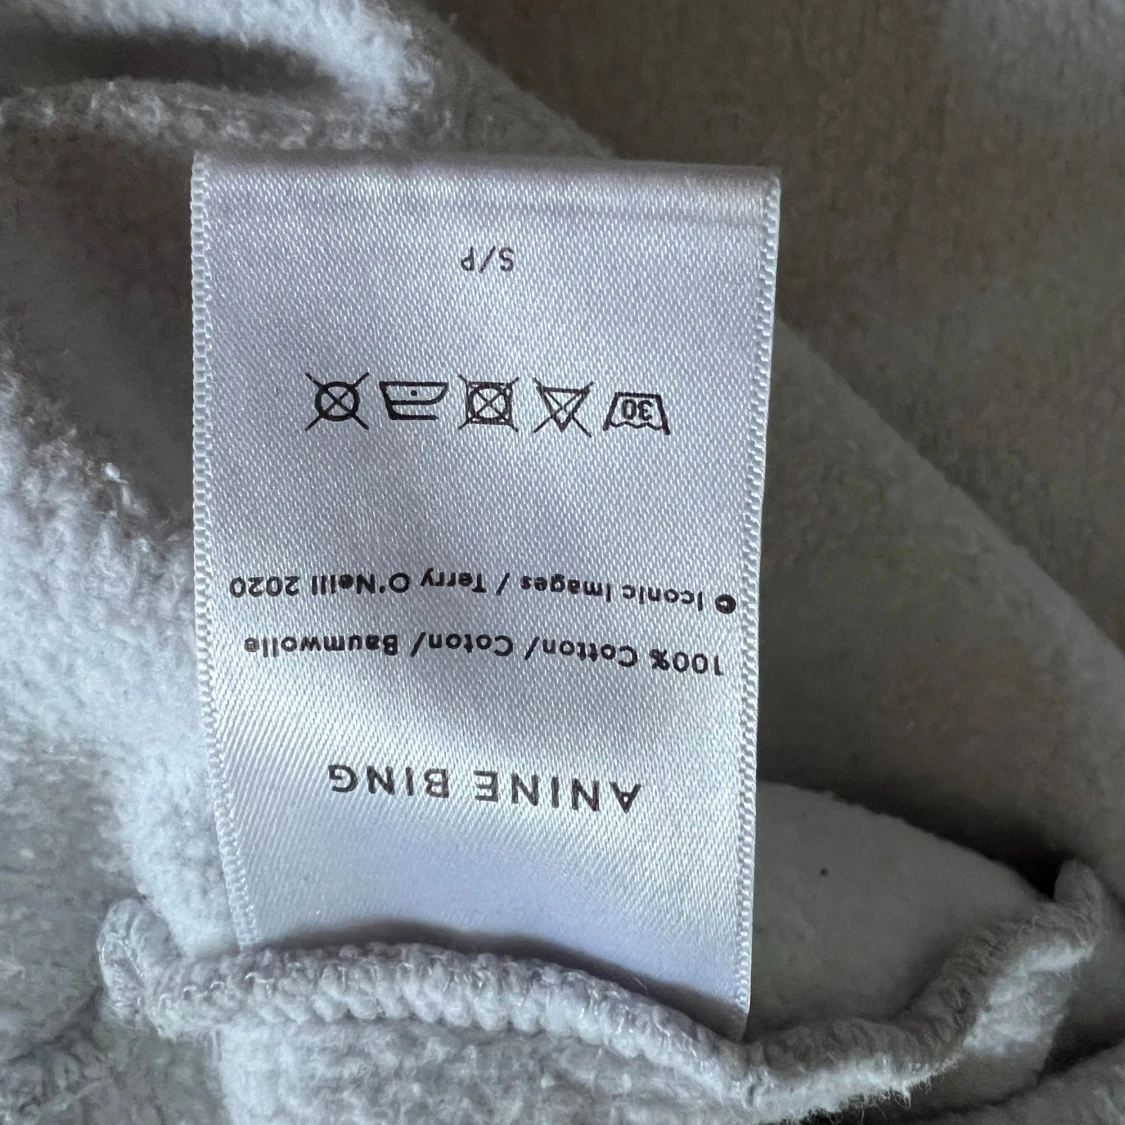 ANINE BING
100% Cotton/ Coton/ Baumwolle
© Iconic Images / Terry O'Neill 2020
30
S/P